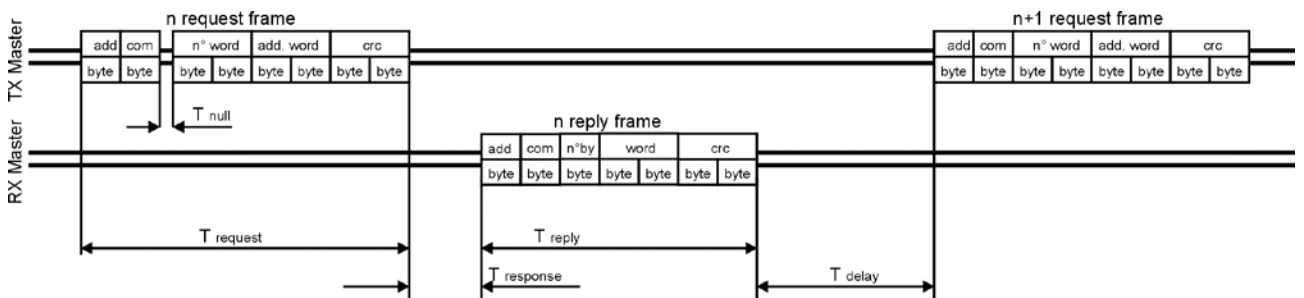 n request frame
n+1 request frame
TX Master
add com n° word add. word crc
add com n° word add. word crc
byte byte byte byte byte byte byte byte
byte byte byte byte byte byte byte byte
T null
n reply frame
RX Master
add com n°by word crc
byte byte byte byte byte byte byte
T request
T reply
T response
T delay